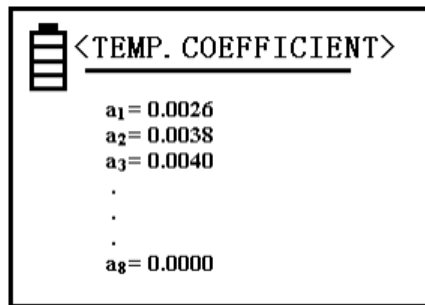 <TEMP. COEFFICIENT>
a₁= 0.0026
a₂= 0.0038
a₃= 0.0040
.
.
.
a₈= 0.0000